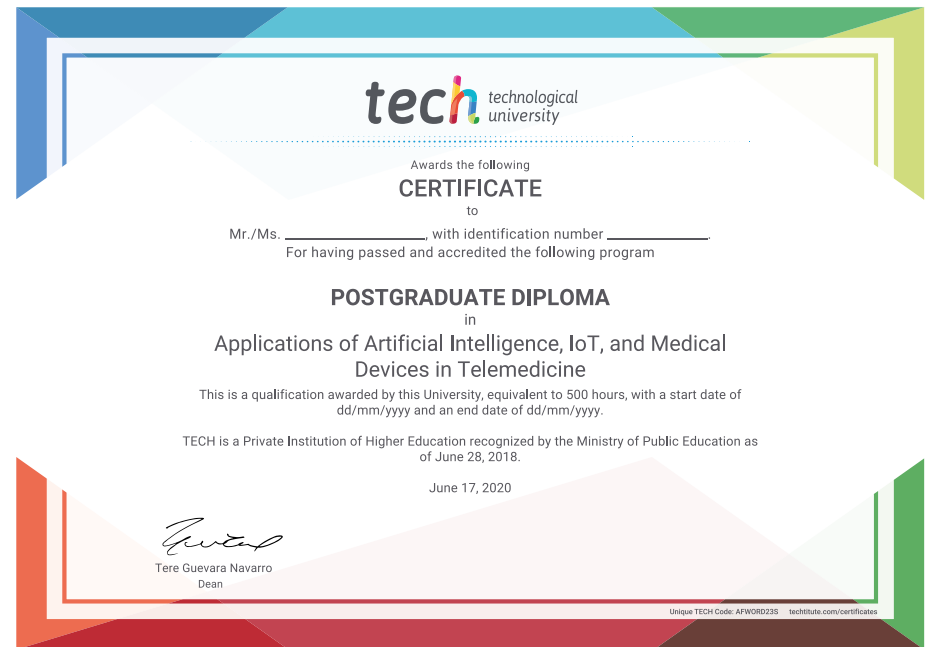 tech technological
university
Awards the following
CERTIFICATE
to
Mr./Ms. ____________________, with identification number ______________.
For having passed and accredited the following program
POSTGRADUATE DIPLOMA
in
Applications of Artificial Intelligence, IoT, and Medical
Devices in Telemedicine
This is a qualification awarded by this University, equivalent to 500 hours, with a start date of
dd/mm/yyyy and an end date of dd/mm/yyyy.
TECH is a Private Institution of Higher Education recognized by the Ministry of Public Education as
of June 28, 2018.
June 17, 2020
Tere Guevara Navarro
Dean
Unique TECH Code: AFWORD23S techtitute.com/certificates